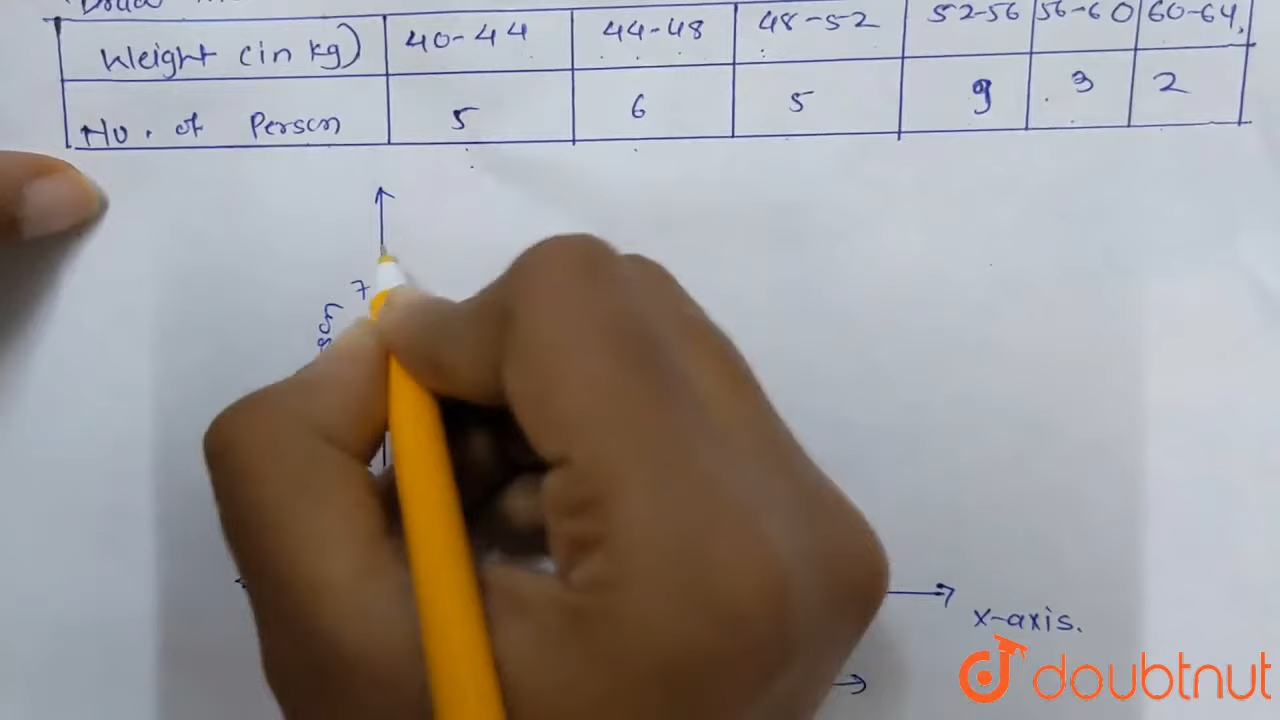 Weight (in kg) 40-44 44-48 48-52 52-56 56-60 60-64
No. of Person 5 6 5 9 3 2
7
x-axis.
doubtnut